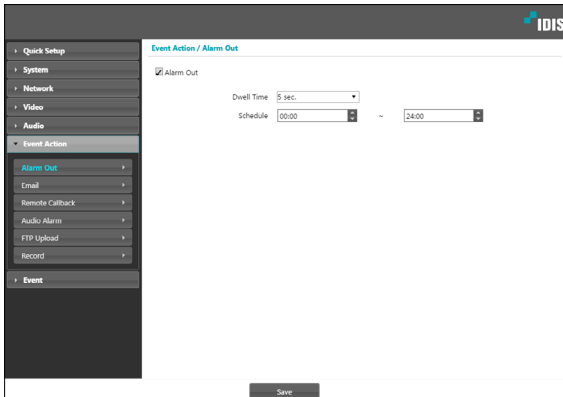 IDIS
Quick Setup
System
Network
Video
Audio
Event Action
Alarm Out
Email
Remote Callback
Audio Alarm
FTP Upload
Record
Event
Event Action / Alarm Out
Alarm Out
Dwell Time 5 sec.
Schedule 00:00 ~ 24:00
Save